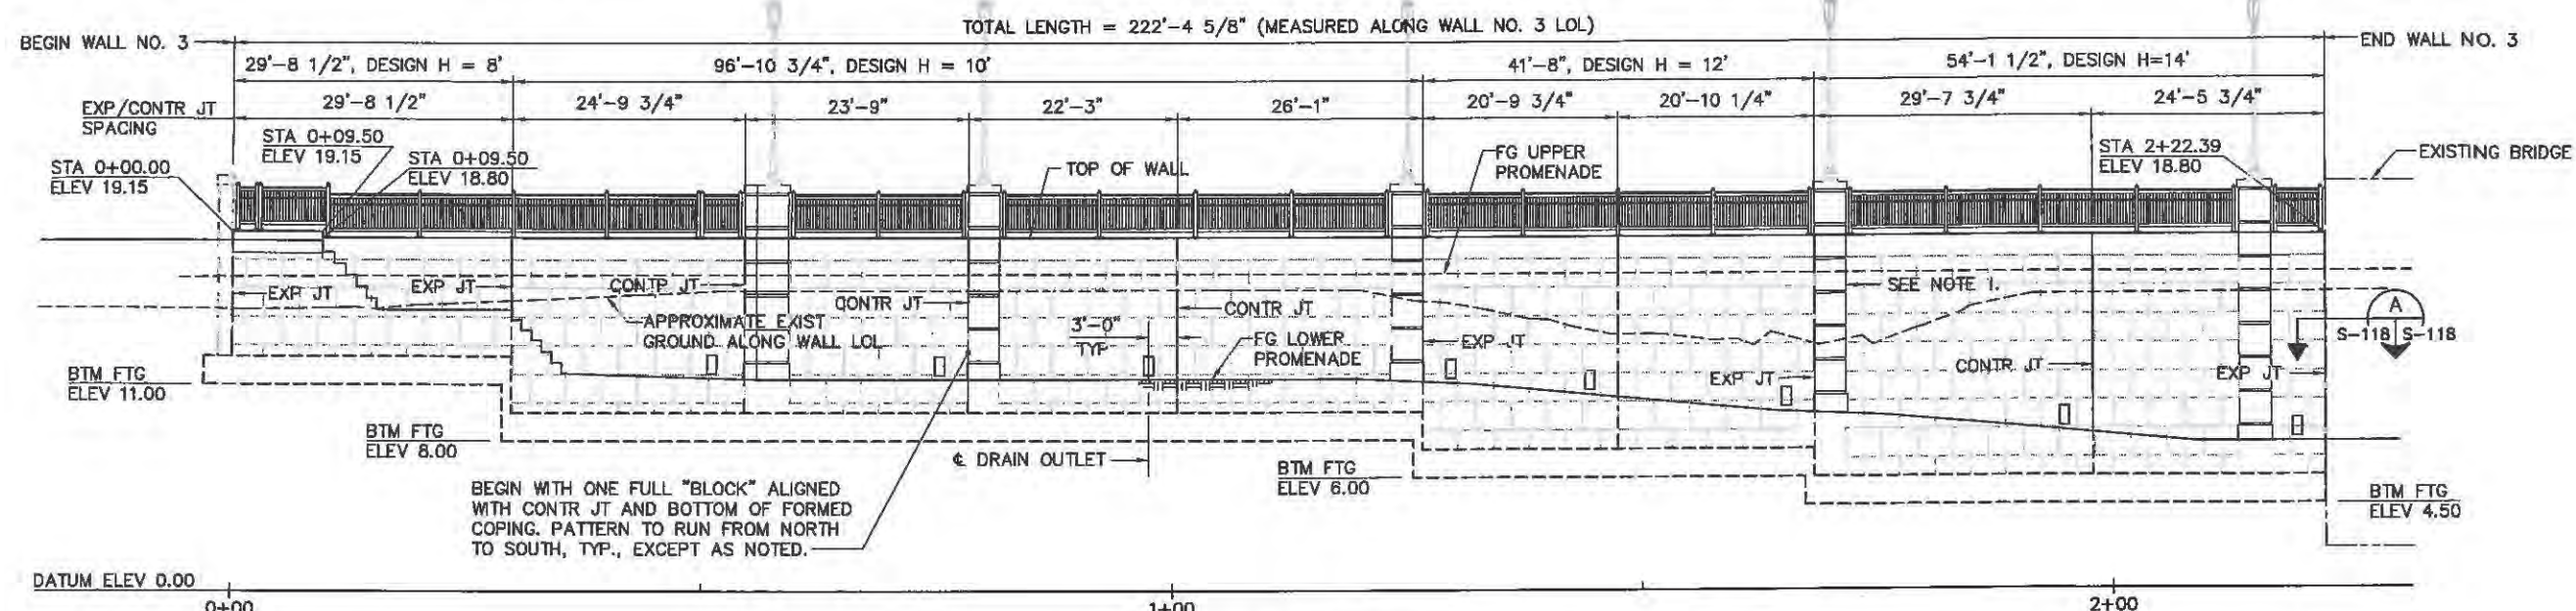 TOTAL LENGTH = 222'-4 5/8" (MEASURED ALONG WALL NO. 3 LOL)
BEGIN WALL NO. 3
END WALL NO. 3
29'-8 1/2", DESIGN H = 8'
96'-10 3/4", DESIGN H = 10'
41'-8", DESIGN H = 12'
54'-1 1/2", DESIGN H=14'
EXP/CONTR JT
SPACING
29'-8 1/2"
24'-9 3/4"
23'-9"
22'-3"
26'-1"
20'-9 3/4"
20'-10 1/4"
29'-7 3/4"
24'-5 3/4"
STA 0+00.00
ELEV 19.15
STA 0+09.50
ELEV 19.15
STA 0+09.50
ELEV 18.80
TOP OF WALL
FG UPPER
PROMENADE
STA 2+22.39
ELEV 18.80
EXISTING BRIDGE
EXP JT
EXP JT
CONTR JT
CONTR JT
CONTR JT
SEE NOTE 1.
APPROXIMATE EXIST
GROUND ALONG WALL LOL
3'-0"
TYP
FG LOWER
PROMENADE
EXP JT
EXP JT
CONTR JT
EXP JT
A
S-118
S-118
BTM FTG
ELEV 11.00
BTM FTG
ELEV 8.00
℄ DRAIN OUTLET
BTM FTG
ELEV 6.00
BTM FTG
ELEV 4.50
BEGIN WITH ONE FULL "BLOCK" ALIGNED
WITH CONTR JT AND BOTTOM OF FORMED
COPING. PATTERN TO RUN FROM NORTH
TO SOUTH, TYP., EXCEPT AS NOTED.
DATUM ELEV 0.00
0+00
1+00
2+00